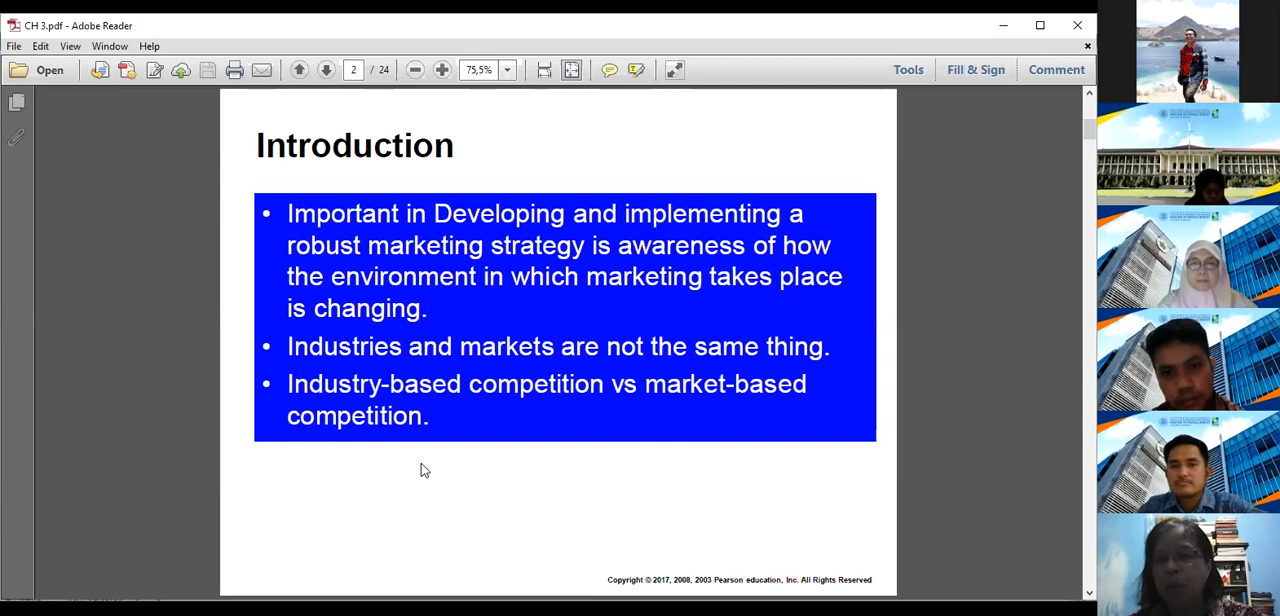 CH 3.pdf - Adobe Reader
File Edit View Window Help
Open 2 / 24 75,5% Tools Fill & Sign Comment
Introduction
• Important in Developing and implementing a
robust marketing strategy is awareness of how
the environment in which marketing takes place
is changing.
• Industries and markets are not the same thing.
• Industry-based competition vs market-based
competition.
Copyright © 2017, 2008, 2003 Pearson education, Inc. All Rights Reserved